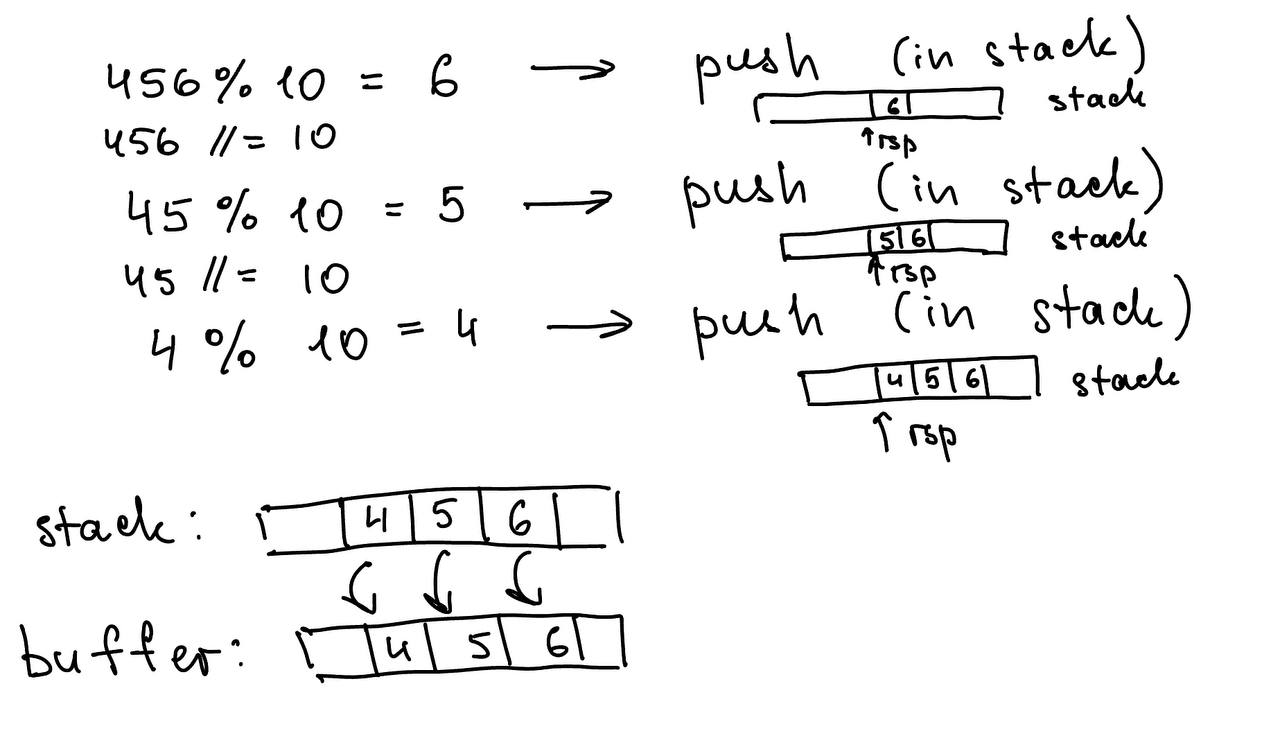 456 % 10 = 6 → push (in stack)
6 stack
↑rsp
456 //= 10
45 % 10 = 5 → push (in stack)
5 6 stack
↑rsp
45 //= 10
4 % 10 = 4 → push (in stack)
4 5 6 stack
↑ rsp
stack: 4 5 6
buffer: 4 5 6